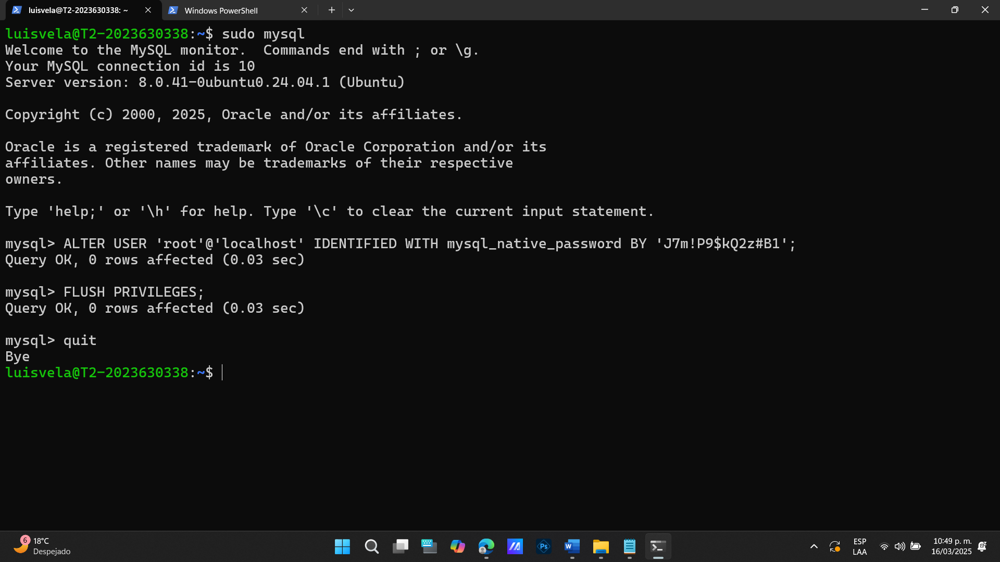 luisvela@T2-2023630338: ~
Windows PowerShell
luisvela@T2-2023630338:~$ sudo mysql
Welcome to the MySQL monitor.  Commands end with ; or \g.
Your MySQL connection id is 10
Server version: 8.0.41-0ubuntu0.24.04.1 (Ubuntu)
Copyright (c) 2000, 2025, Oracle and/or its affiliates.
Oracle is a registered trademark of Oracle Corporation and/or its
affiliates. Other names may be trademarks of their respective
owners.
Type 'help;' or '\h' for help. Type '\c' to clear the current input statement.
mysql> ALTER USER 'root'@'localhost' IDENTIFIED WITH mysql_native_password BY 'J7m!P9$kQ2z#B1';
Query OK, 0 rows affected (0.03 sec)
mysql> FLUSH PRIVILEGES;
Query OK, 0 rows affected (0.03 sec)
mysql> quit
Bye
luisvela@T2-2023630338:~$
6
18°C
Despejado
Ps
W
ESP
LAA
10:49 p. m.
16/03/2025